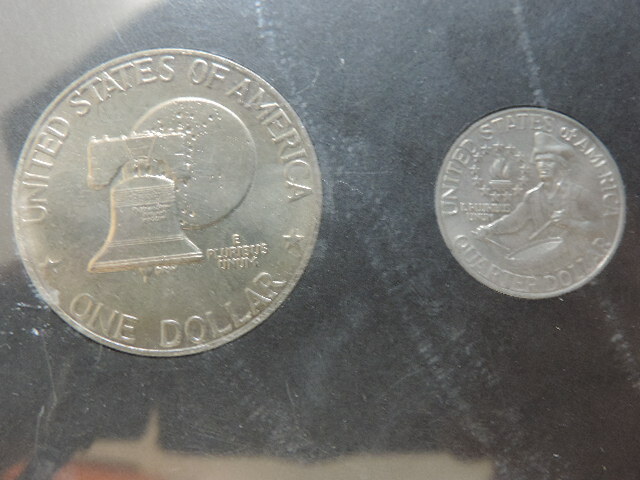 UNITED STATES OF AMERICA
E
PLURIBUS
UNUM
ONE DOLLAR
UNITED STATES OF AMERICA
QUARTER DOLLAR